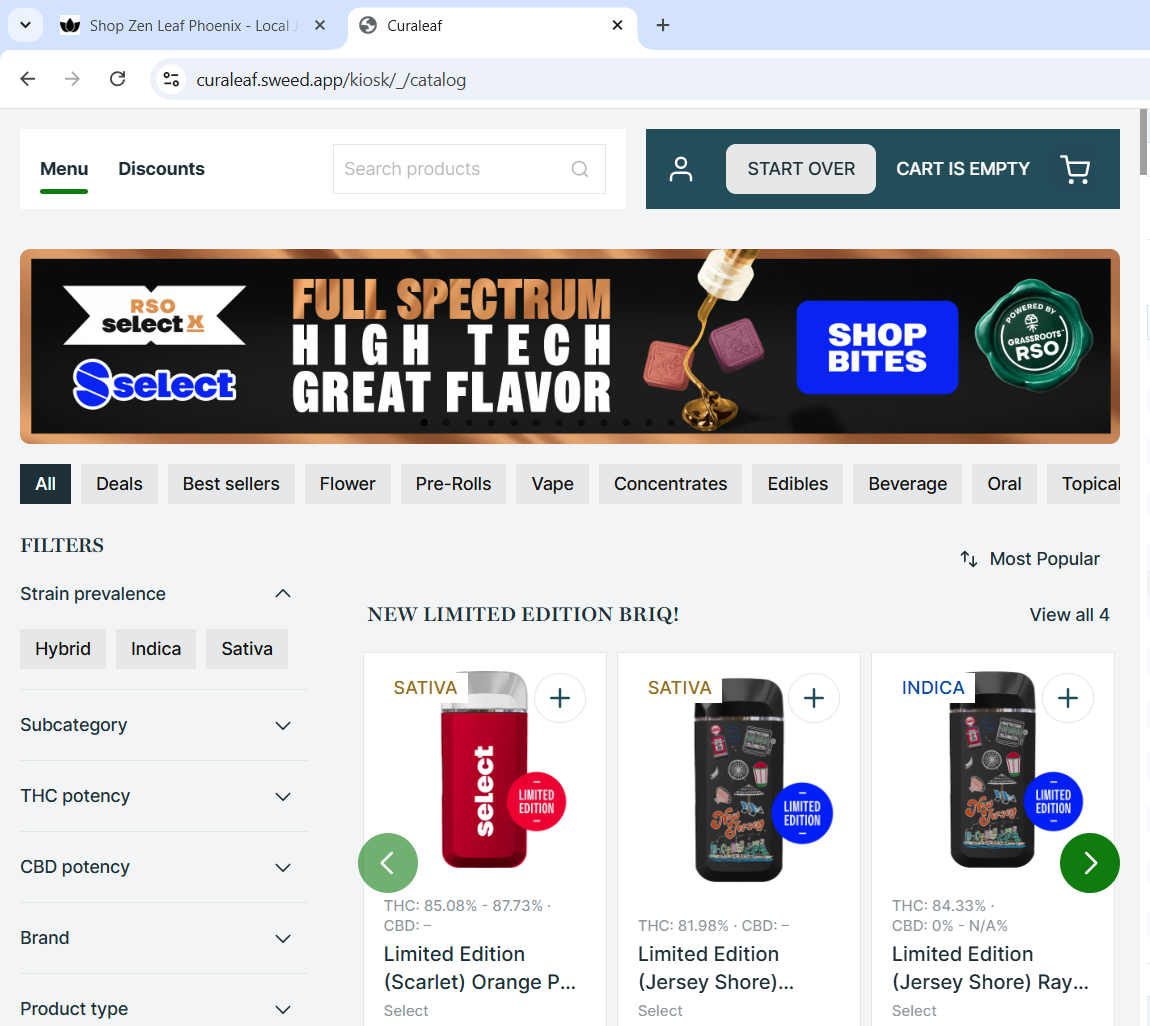 Shop Zen Leaf Phoenix - Local J
Curaleaf
curaleaf.sweed.app/kiosk/_/catalog
Menu
Discounts
Search products
START OVER
CART IS EMPTY
RSO
select X
select
FULL SPECTRUM
HIGH TECH
GREAT FLAVOR
SHOP
BITES
POWERED BY
GRASSROOTS
RSO
All
Deals
Best sellers
Flower
Pre-Rolls
Vape
Concentrates
Edibles
Beverage
Oral
Topical
FILTERS
Most Popular
Strain prevalence
Hybrid
Indica
Sativa
Subcategory
THC potency
CBD potency
Brand
Product type
NEW LIMITED EDITION BRIQ!
View all 4
SATIVA
select
LIMITED
EDITION
THC: 85.08% - 87.73% ·
CBD: –
Limited Edition
(Scarlet) Orange P...
Select
SATIVA
New Jersey
LIMITED
EDITION
THC: 81.98% · CBD: –
Limited Edition
(Jersey Shore)...
Select
INDICA
New Jersey
LIMITED
EDITION
THC: 84.33% ·
CBD: 0% - N/A%
Limited Edition
(Jersey Shore) Ray...
Select